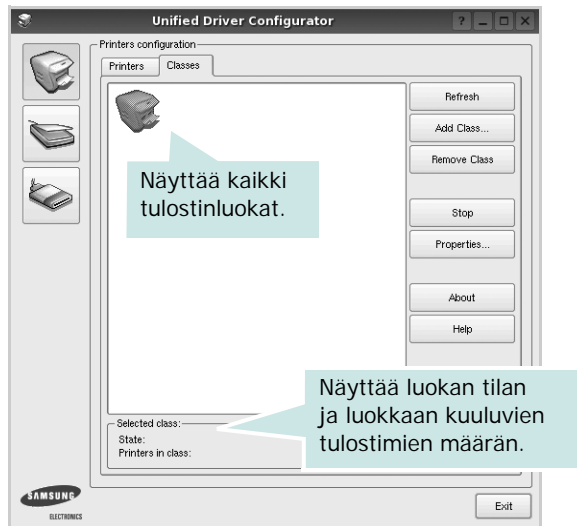 Unified Driver Configurator
Printers configuration
Printers
Classes
Refresh
Add Class...
Remove Class
Stop
Properties...
About
Help
Näyttää kaikki
tulostinluokat.
Näyttää luokan tilan
ja luokkaan kuuluvien
tulostimien määrän.
Selected class:
State:
Printers in class:
SAMSUNG
ELECTRONICS
Exit